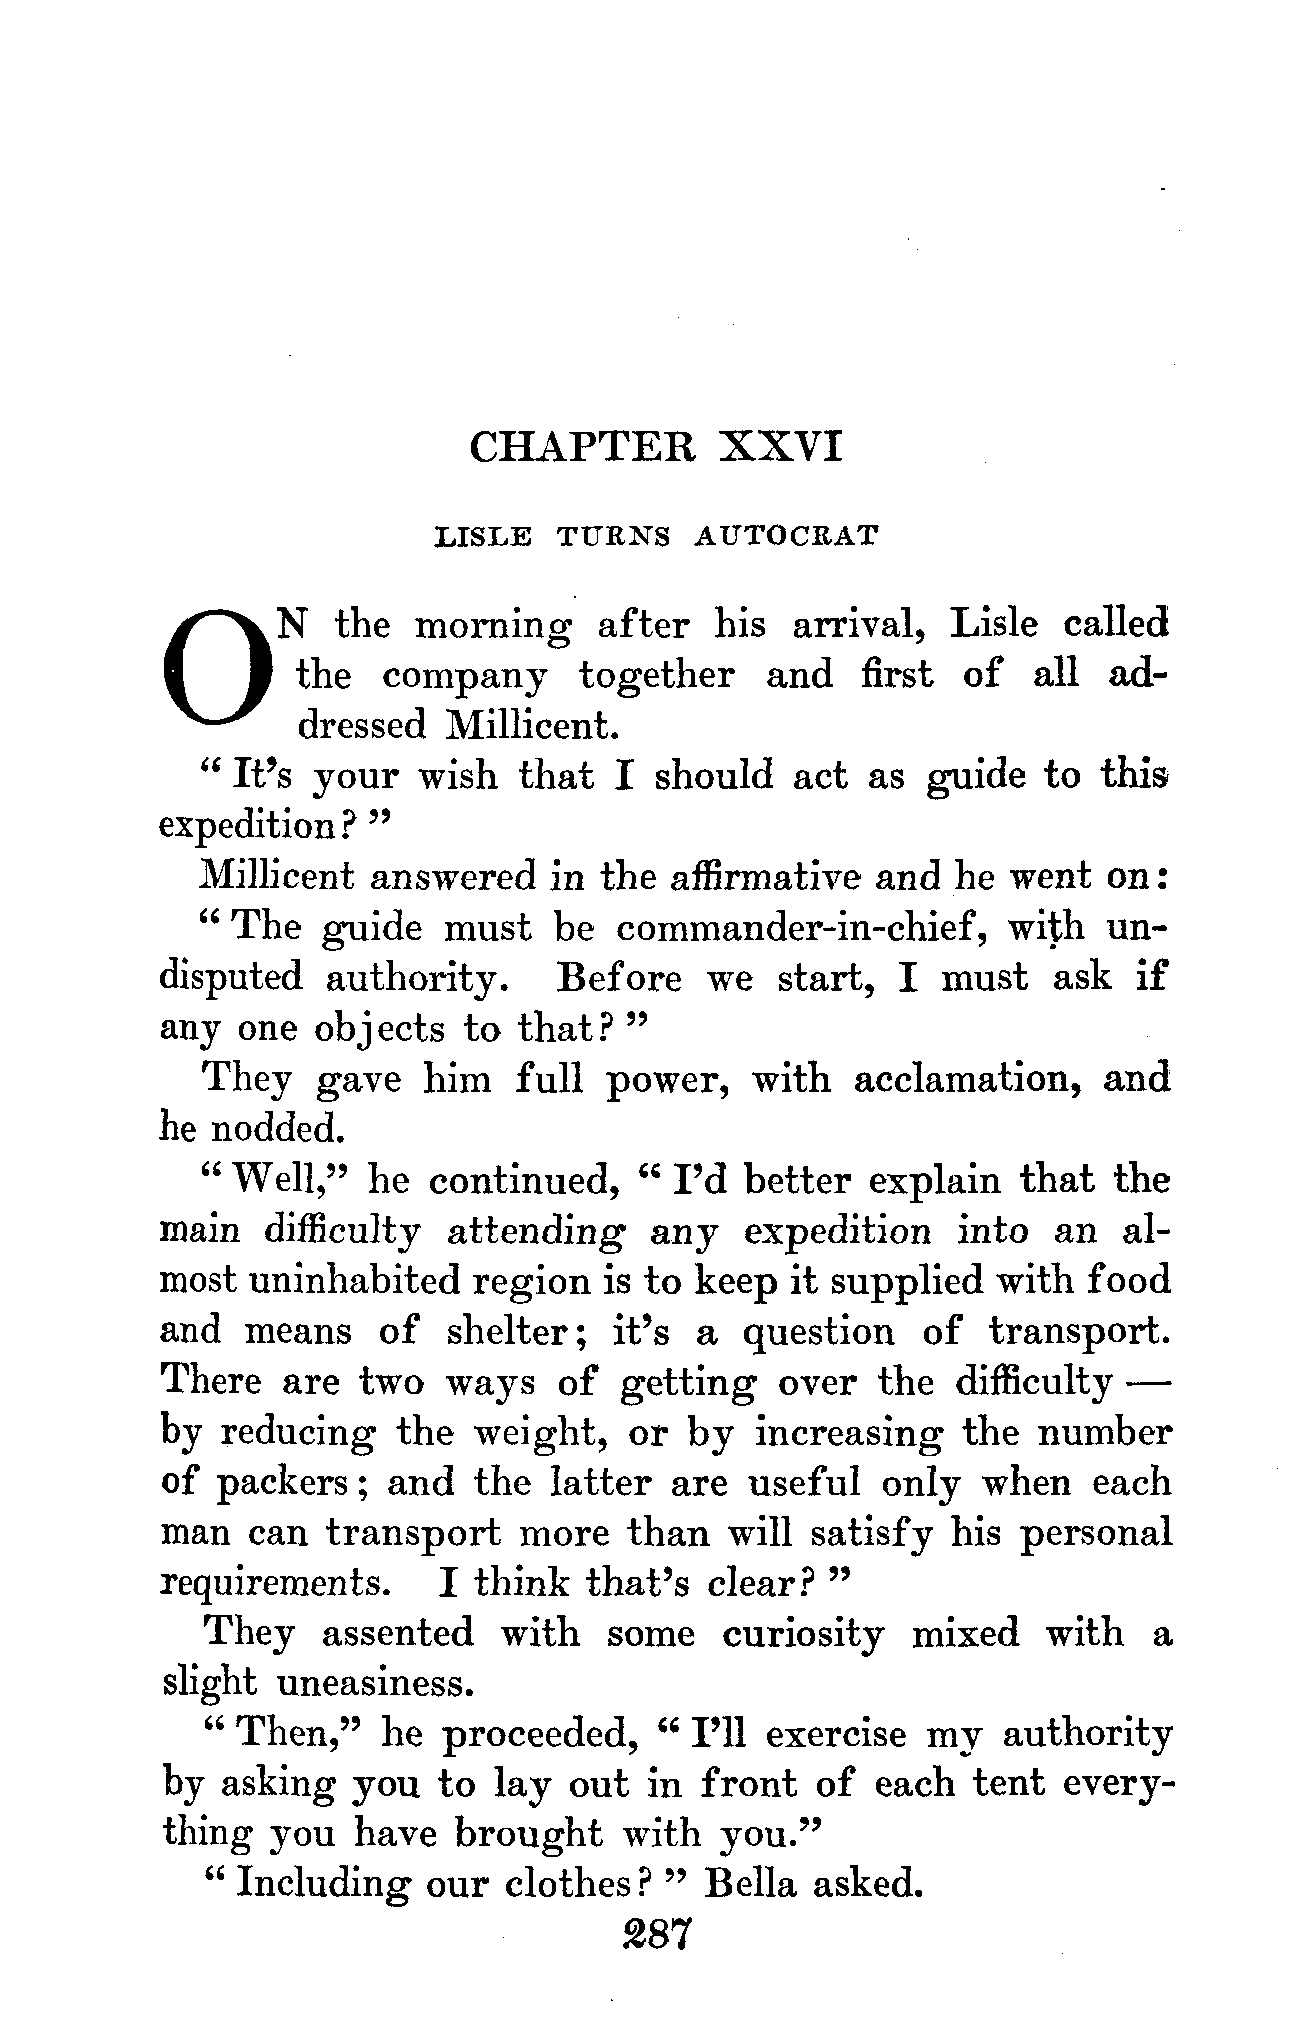 CHAPTER XXVI
LISLE TURNS AUTOCRAT
ON the morning after his arrival, Lisle called
the company together and first of all ad-
dressed Millicent.
“ It’s your wish that I should act as guide to this
expedition? ”
Millicent answered in the affirmative and he went on:
“ The guide must be commander-in-chief, with un-
disputed authority. Before we start, I must ask if
any one objects to that? ”
They gave him full power, with acclamation, and
he nodded.
“ Well,” he continued, “ I’d better explain that the
main difficulty attending any expedition into an al-
most uninhabited region is to keep it supplied with food
and means of shelter; it’s a question of transport.
There are two ways of getting over the difficulty —
by reducing the weight, or by increasing the number
of packers; and the latter are useful only when each
man can transport more than will satisfy his personal
requirements. I think that’s clear? ”
They assented with some curiosity mixed with a
slight uneasiness.
“ Then,” he proceeded, “ I’ll exercise my authority
by asking you to lay out in front of each tent every-
thing you have brought with you.”
“ Including our clothes? ” Bella asked.
287